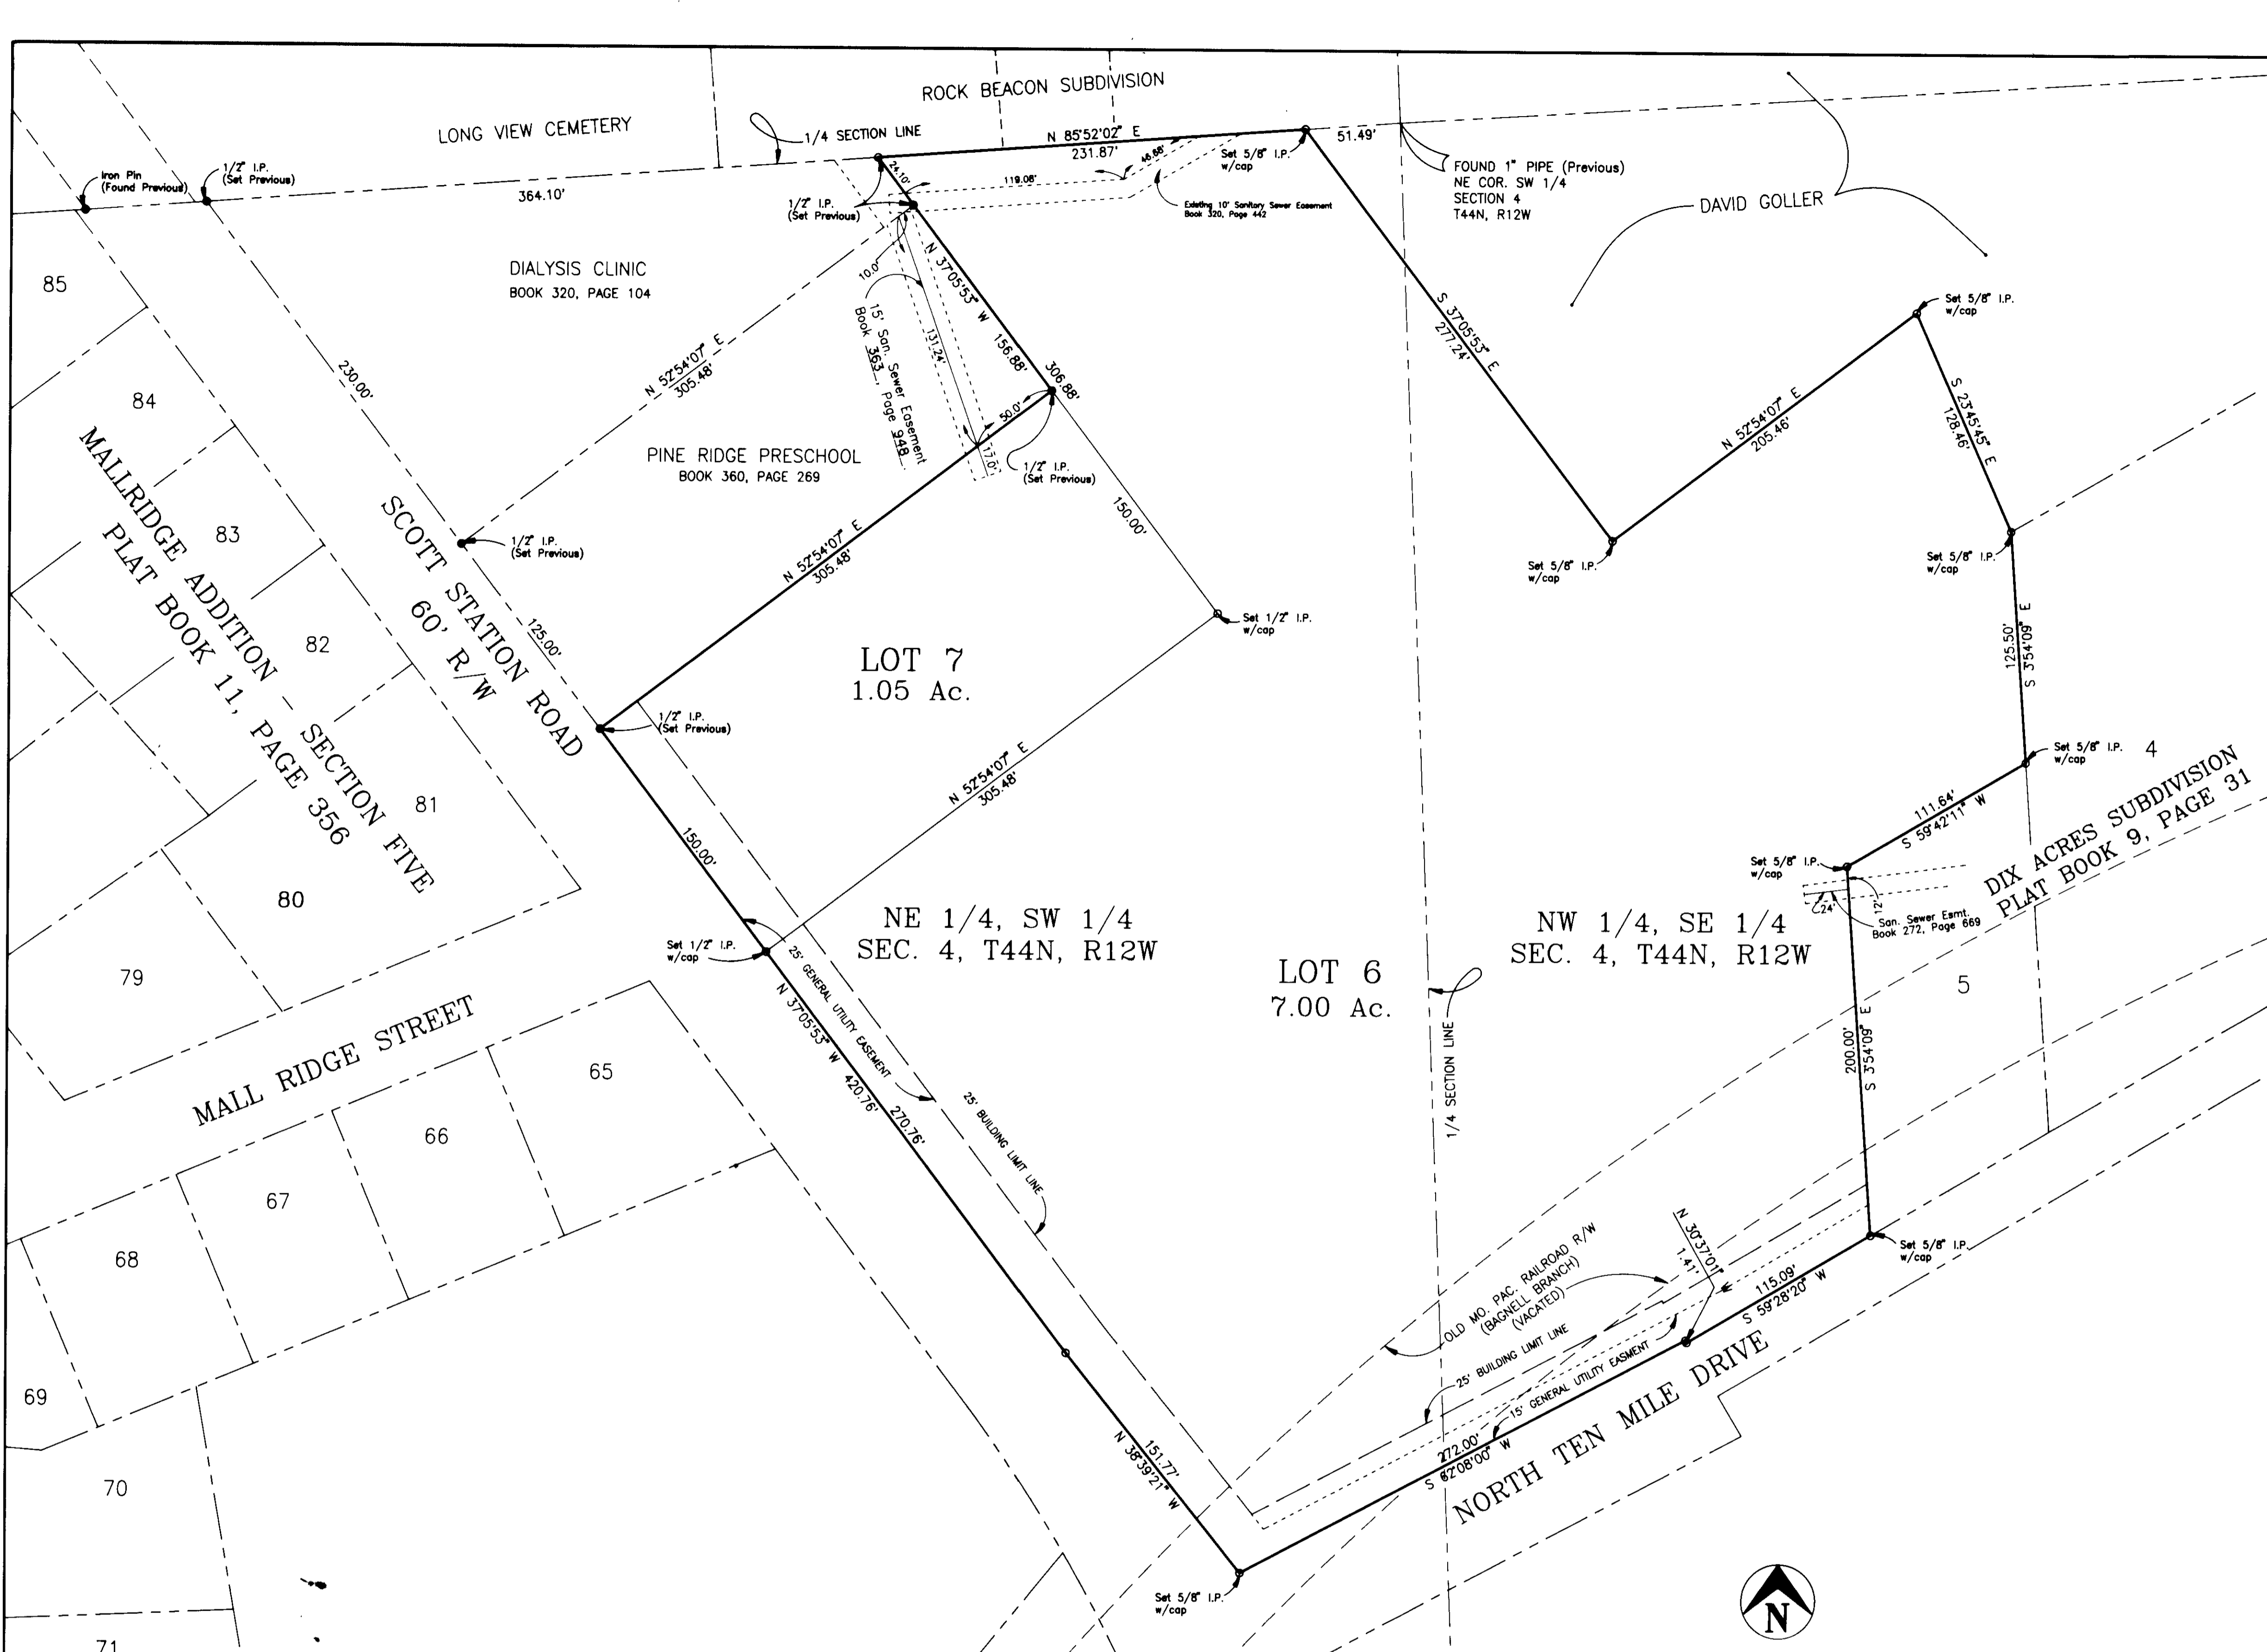 ROCK BEACON SUBDIVISION
LONG VIEW CEMETERY
1/4 SECTION LINE
N 85°52'02" E
231.87'
51.49'
46.68'
24.10'
119.06'
Set 5/8" I.P.
w/cap
FOUND 1" PIPE (Previous)
NE COR. SW 1/4
SECTION 4
T44N, R12W
DAVID GOLLER
Iron Pin
(Found Previous)
1/2" I.P.
(Set Previous)
364.10'
1/2" I.P.
(Set Previous)
Existing 10' Sanitary Sewer Easement
Book 320, Page 442
DIALYSIS CLINIC
BOOK 320, PAGE 104
85
10.0'
N 37°05'53" W
156.88'
306.88'
15' San. Sewer Easement
Book 363, Page 948.
131.24'
S 37°05'53" E
277.24'
Set 5/8" I.P.
w/cap
230.00'
N 52°54'07" E
305.48'
84
50.0'
17.0'
N 52°54'07" E
205.46'
S 23°45'45" E
128.46'
PINE RIDGE PRESCHOOL
BOOK 360, PAGE 269
1/2" I.P.
(Set Previous)
150.00'
MALLRIDGE ADDITION - SECTION FIVE
PLAT BOOK 11, PAGE 356
SCOTT STATION ROAD
60' R/W
83
1/2" I.P.
(Set Previous)
N 52°54'07" E
305.48'
Set 5/8" I.P.
w/cap
Set 5/8" I.P.
w/cap
125.00'
82
Set 1/2" I.P.
w/cap
125.50'
S 3°54'09" E
LOT 7
1.05 Ac.
1/2" I.P.
(Set Previous)
Set 5/8" I.P.
w/cap
4
81
N 52°54'07" E
305.48'
150.00'
111.64'
S 59°42'11" W
DIX ACRES SUBDIVISION
PLAT BOOK 9, PAGE 31
Set 5/8" I.P.
w/cap
80
24'
12'
San. Sewer Esmt.
Book 272, Page 669
NE 1/4, SW 1/4
SEC. 4, T44N, R12W
NW 1/4, SE 1/4
SEC. 4, T44N, R12W
Set 1/2" I.P.
w/cap
79
25' GENERAL UTILITY EASEMENT
LOT 6
7.00 Ac.
5
MALL RIDGE STREET
N 37°05'53" W 420.76'
270.76'
1/4 SECTION LINE
200.00'
S 3°54'09" E
65
25' BUILDING LIMIT LINE
66
67
68
OLD MO. PAC. RAILROAD R/W
(BAGNELL BRANCH)
(VACATED)
N 30°37'01"
1.41'
Set 5/8" I.P.
w/cap
115.09'
S 59°28'20" W
25' BUILDING LIMIT LINE
15' GENERAL UTILITY EASMENT
69
272.00'
S 62°08'00" W
NORTH TEN MILE DRIVE
151.77'
N 38°39'21" W
70
Set 5/8" I.P.
w/cap
N
71